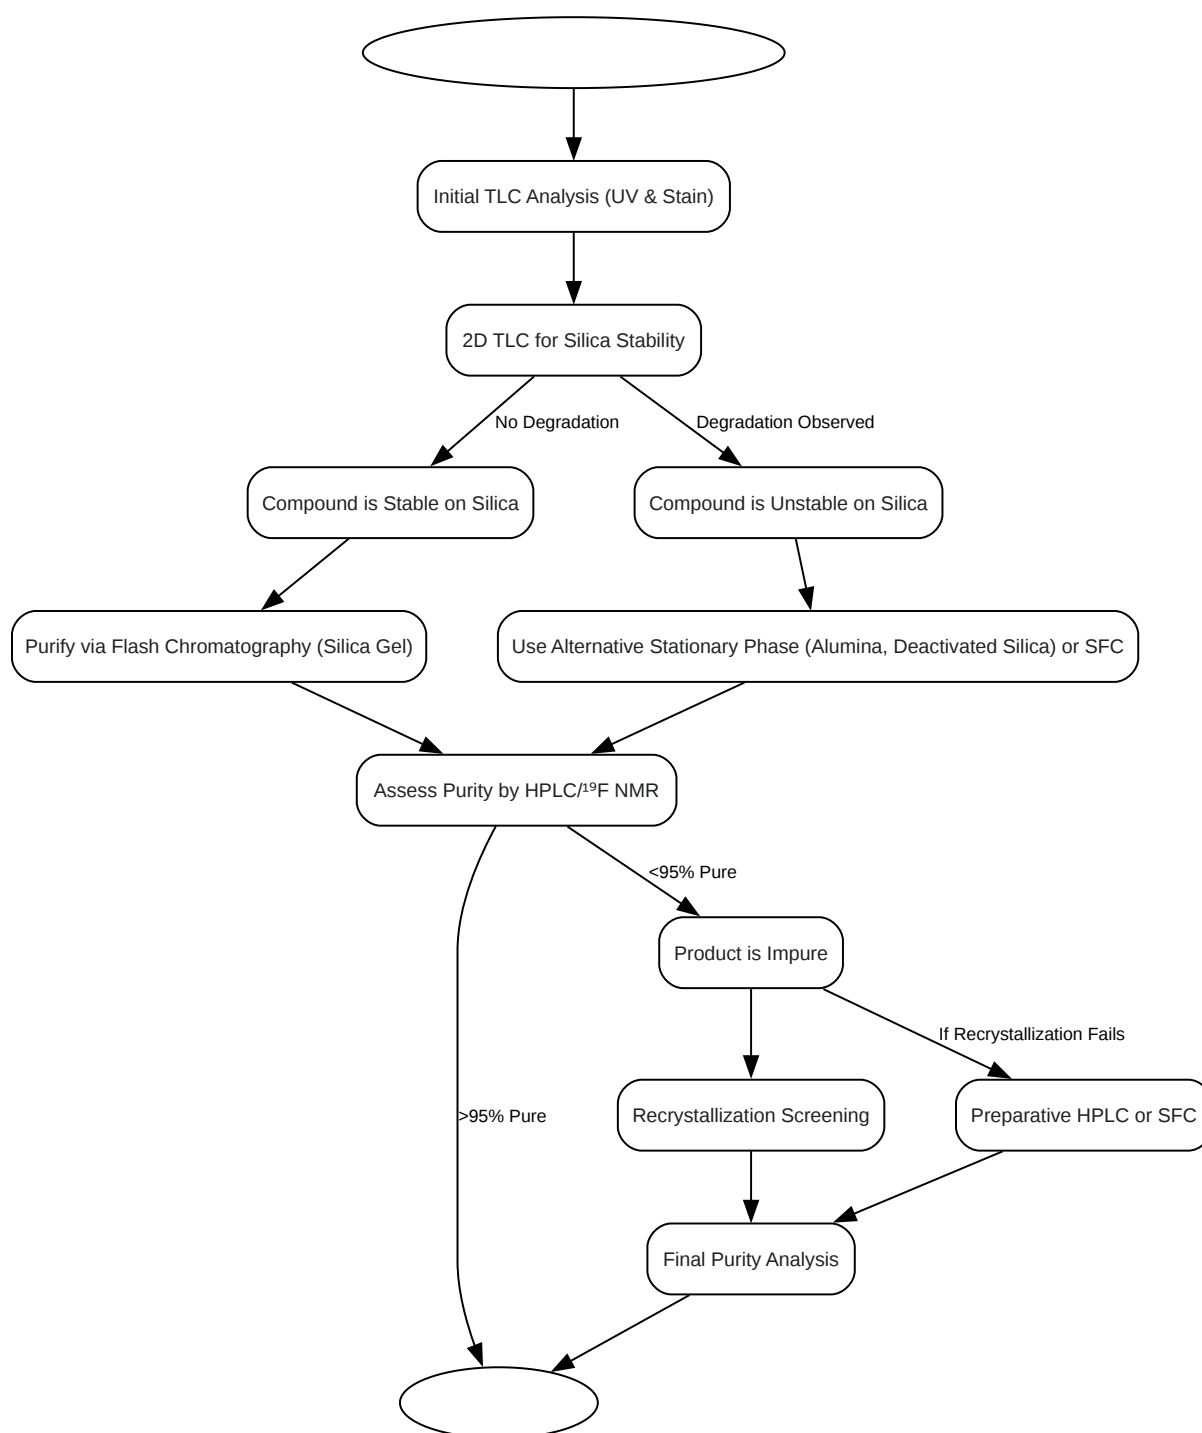 Initial TLC Analysis (UV & Stain)
2D TLC for Silica Stability
No Degradation
Degradation Observed
Compound is Stable on Silica
Compound is Unstable on Silica
Purify via Flash Chromatography (Silica Gel)
Use Alternative Stationary Phase (Alumina, Deactivated Silica) or SFC
Assess Purity by HPLC/¹⁹F NMR
<95% Pure
Product is Impure
If Recrystallization Fails
>95% Pure
Recrystallization Screening
Preparative HPLC or SFC
Final Purity Analysis